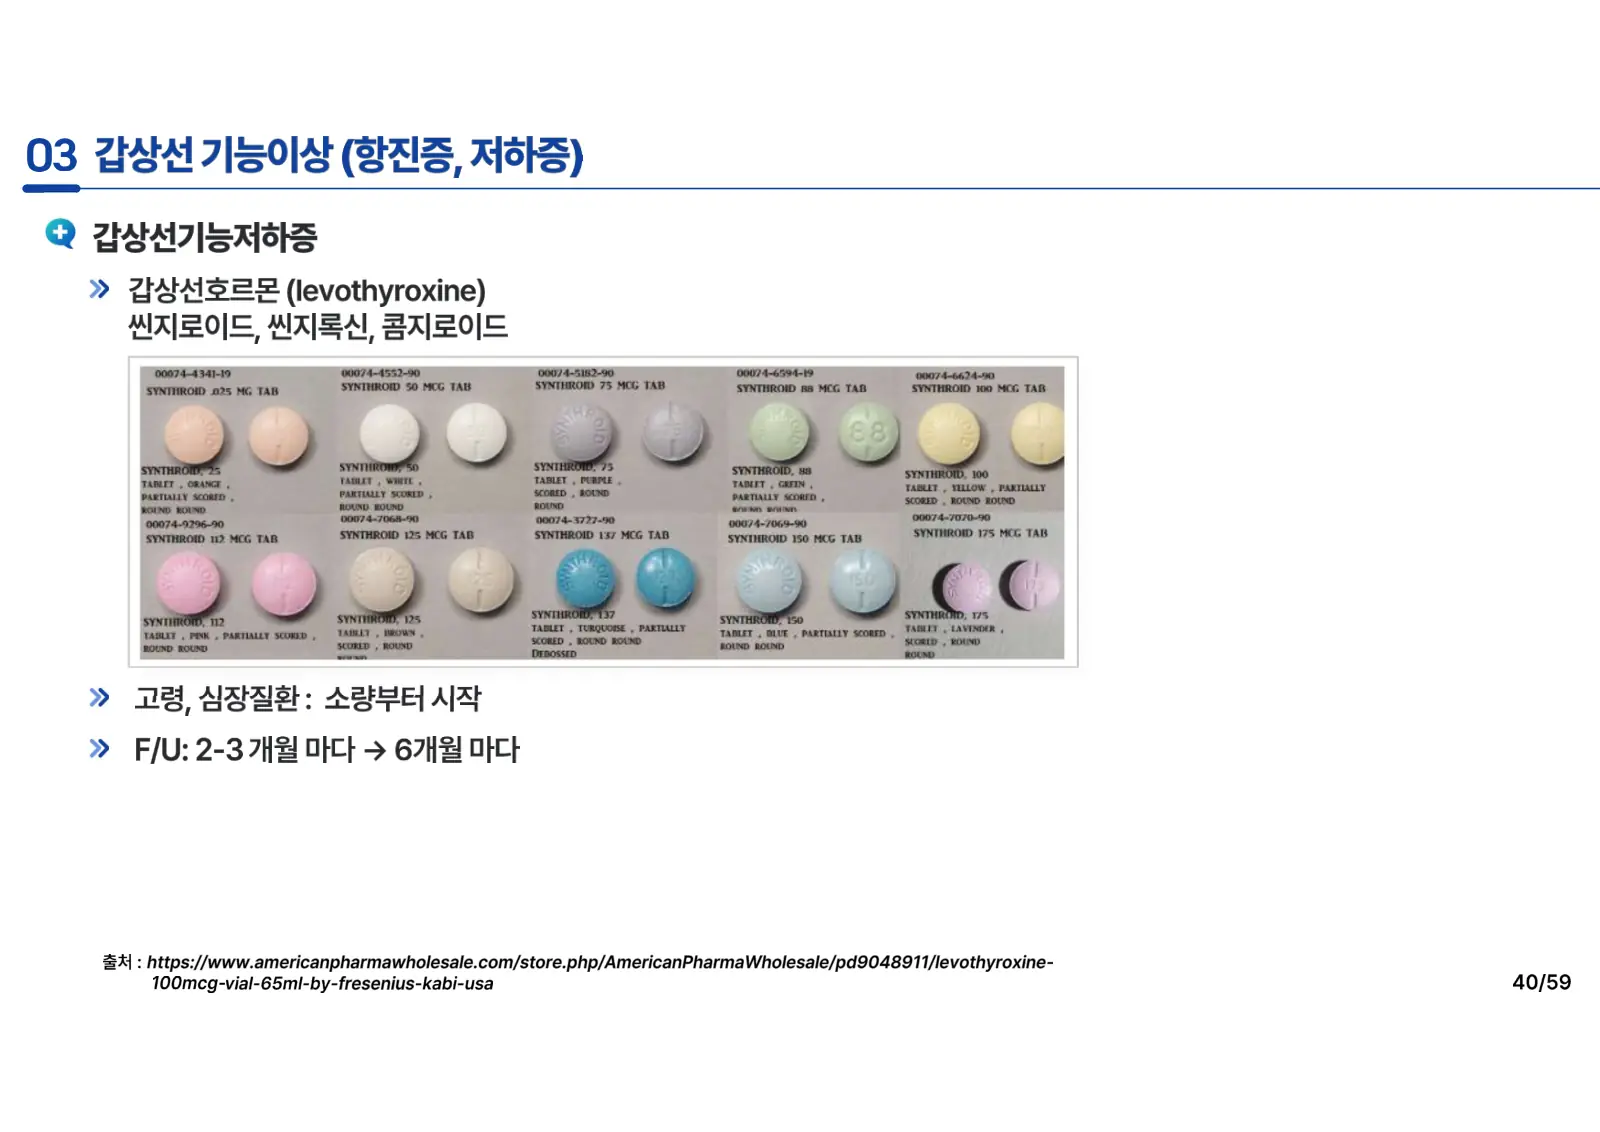 03 갑상선 기능이상 (항진증, 저하증)
갑상선기능저하증
갑상선호르몬 (levothyroxine)
씬지로이드, 씬지록신, 콤지로이드
00074-4341-19
SYNTHROID .025 MG TAB
SYNTHROID, 25
TABLET , ORANGE ,
PARTIALLY SCORED ,
ROUND ROUND
00074-4552-90
SYNTHROID 50 MCG TAB
SYNTHROID, 50
TABLET , WHITE ,
PARTIALLY SCORED ,
ROUND ROUND
00074-5182-90
SYNTHROID 75 MCG TAB
SYNTHROID
SYNTHROID, 75
TABLET , PURPLE ,
SCORED , ROUND
ROUND
00074-6594-19
SYNTHROID 88 MCG TAB
88
SYNTHROID, 88
TABLET , GREEN ,
PARTIALLY SCORED ,
ROUND ROUND
00074-6624-90
SYNTHROID 100 MCG TAB
SYNTHROID, 100
TABLET , YELLOW , PARTIALLY
SCORED , ROUND ROUND
00074-9296-90
SYNTHROID 112 MCG TAB
SYNTHROID
SYNTHROID, 112
TABLET , PINK , PARTIALLY SCORED ,
ROUND ROUND
00074-7068-90
SYNTHROID 125 MCG TAB
SYNTHROID
SYNTHROID, 125
TABLET , BROWN ,
SCORED , ROUND
ROUND
00074-3727-90
SYNTHROID 137 MCG TAB
SYNTHROID
SYNTHROID, 137
TABLET , TURQUOISE , PARTIALLY
SCORED , ROUND ROUND
DEBOSSED
00074-7069-90
SYNTHROID 150 MCG TAB
SYNTHROID
150
SYNTHROID, 150
TABLET , BLUE , PARTIALLY SCORED ,
ROUND ROUND
00074-7070-90
SYNTHROID 175 MCG TAB
SYNTHROID, 175
TABLET , LAVENDER ,
SCORED , ROUND
ROUND
고령, 심장질환 : 소량부터 시작
F/U: 2-3 개월 마다 → 6개월 마다
출처 : https://www.americanpharmawholesale.com/store.php/AmericanPharmaWholesale/pd9048911/levothyroxine-
100mcg-vial-65ml-by-fresenius-kabi-usa
40/59